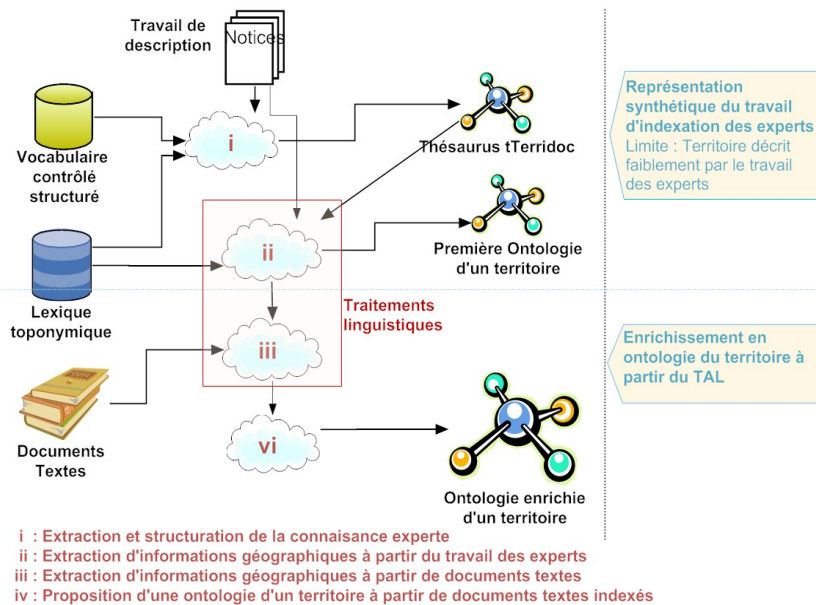 Travail de
description
Notices
Vocabulaire
contrôlé
structuré
i
Thésaurus tTerridoc
Représentation
synthétique du travail
d'indexation des experts
Limite : Territoire décrit
faiblement par le travail
des experts
ii
Première Ontologie
d'un territoire
Lexique
toponymique
Traitements
linguistiques
iii
Enrichissement en
ontologie du territoire à
partir du TAL
Documents
Textes
vi
Ontologie enrichie
d'un territoire
i : Extraction et structuration de la connaisance experte
ii : Extraction d'informations géographiques à partir du travail des experts
iii : Extraction d'informations géographiques à partir de documents textes
iv : Proposition d'une ontologie d'un territoire à partir de documents textes indexés